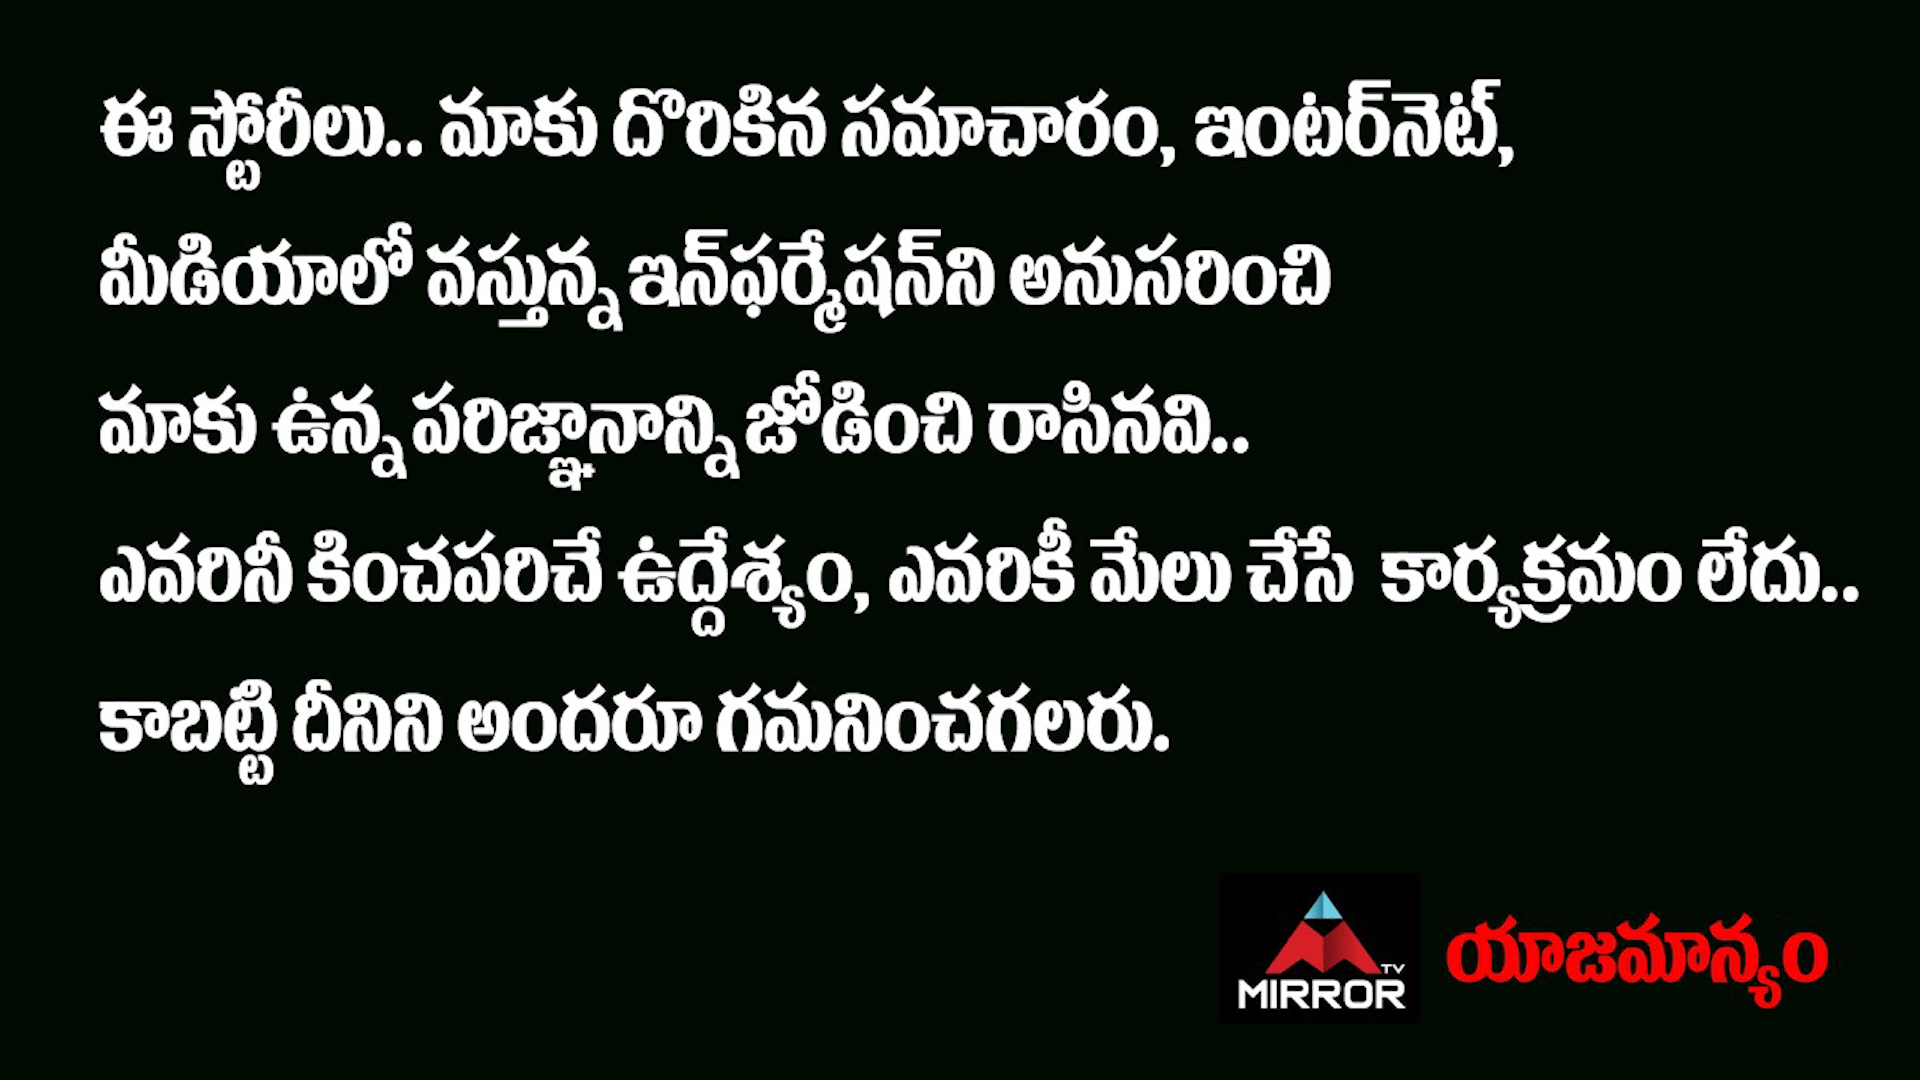 ఈ స్టోరీలు.. మాకు దొరికిన సమాచారం, ఇంటర్‌నెట్,
మీడియాలో వస్తున్న ఇన్‌ఫర్మేషన్‌ని అనుసరించి
మాకు ఉన్న పరిజ్ఞానాన్ని జోడించి రాసినవి..
ఎవరినీ కించపరిచే ఉద్దేశ్యం, ఎవరికీ మేలు చేసే కార్యక్రమం లేదు..
కాబట్టి దీనిని అందరూ గమనించగలరు.
TV
MIRROR
యాజమాన్యం